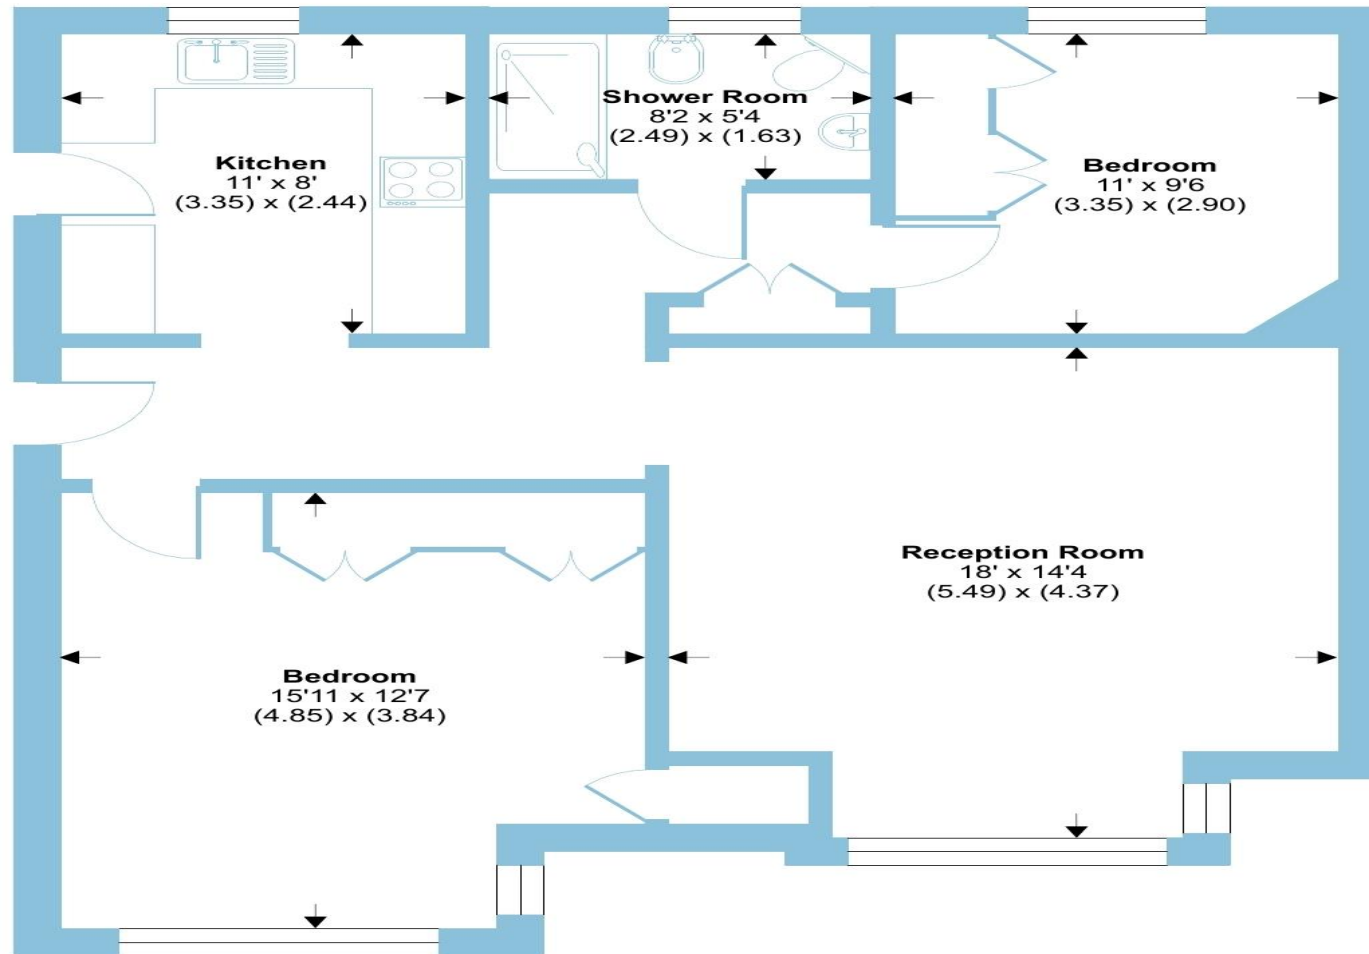 Kitchen
11' x 8'
(3.35) x (2.44)
Shower Room
8'2 x 5'4
(2.49) x (1.63)
Bedroom
11' x 9'6
(3.35) x (2.90)
Reception Room
18' x 14'4
(5.49) x (4.37)
Bedroom
15'11 x 12'7
(4.85) x (3.84)